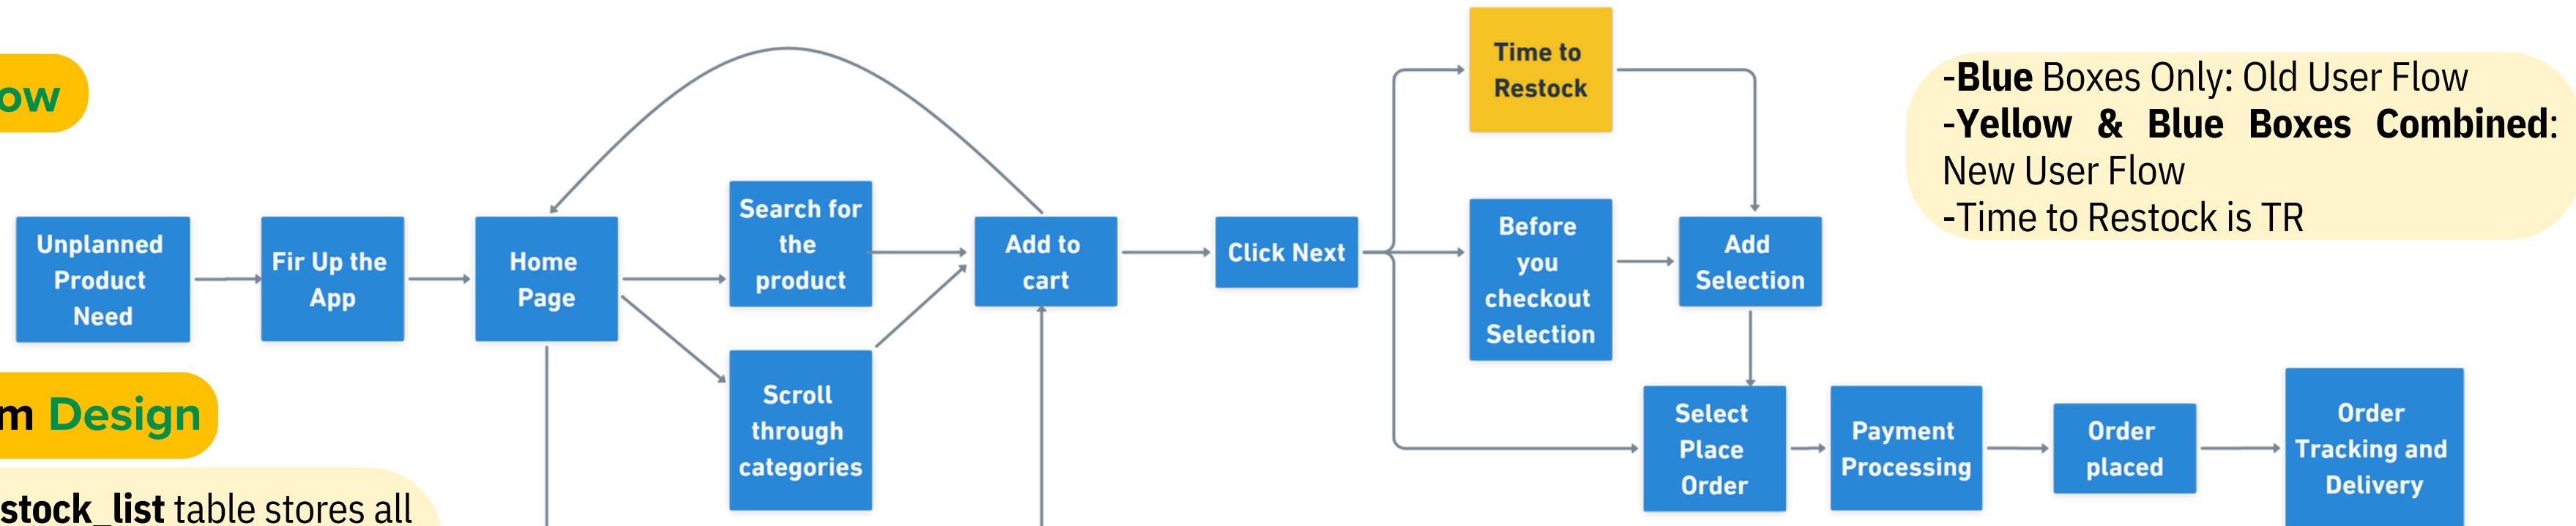 ow
Time to
Restock
-Blue Boxes Only: Old User Flow
-Yellow & Blue Boxes Combined:
New User Flow
-Time to Restock is TR
Unplanned
Product
Need
Fir Up the
App
Home
Page
Search for
the
product
Add to
cart
Click Next
Before
you
checkout
Selection
Add
Selection
m Design
Scroll
through
categories
Select
Place
Order
Payment
Processing
Order
placed
Order
Tracking and
Delivery
stock_list table stores all